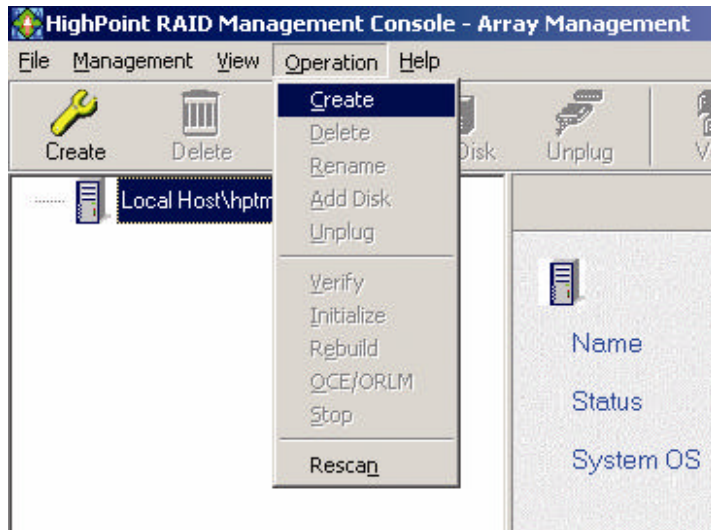 HighPoint RAID Management Console - Array Management
File Management View Operation Help
Create Delete Disk Unplug V
Local Host\hptm
Create
Delete
Rename
Add Disk
Unplug
Verify
Initialize
Rebuild
OCE/ORLM
Stop
Rescan
Name
Status
System OS